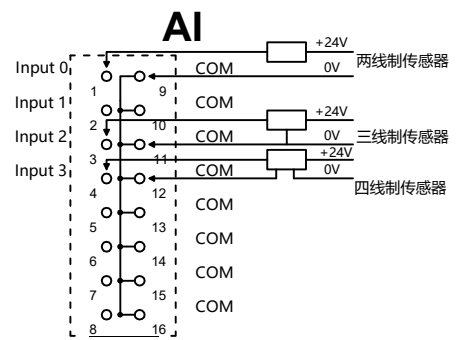 AI
+24V
两线制传感器
Input 0
COM
0V
1
9
Input 1
COM
+24V
2
10
Input 2
COM
0V
三线制传感器
3
11
+24V
Input 3
COM
0V
4
12
四线制传感器
COM
5
13
COM
6
14
COM
7
15
COM
8
16